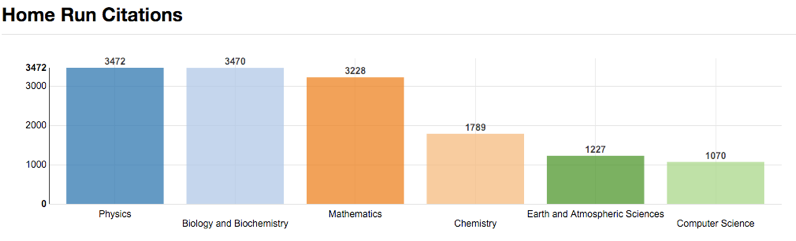 Home Run Citations
3472
3000
2000
1000
0
3472
3470
3228
1789
1227
1070
Physics
Biology and Biochemistry
Mathematics
Chemistry
Earth and Atmospheric Sciences
Computer Science